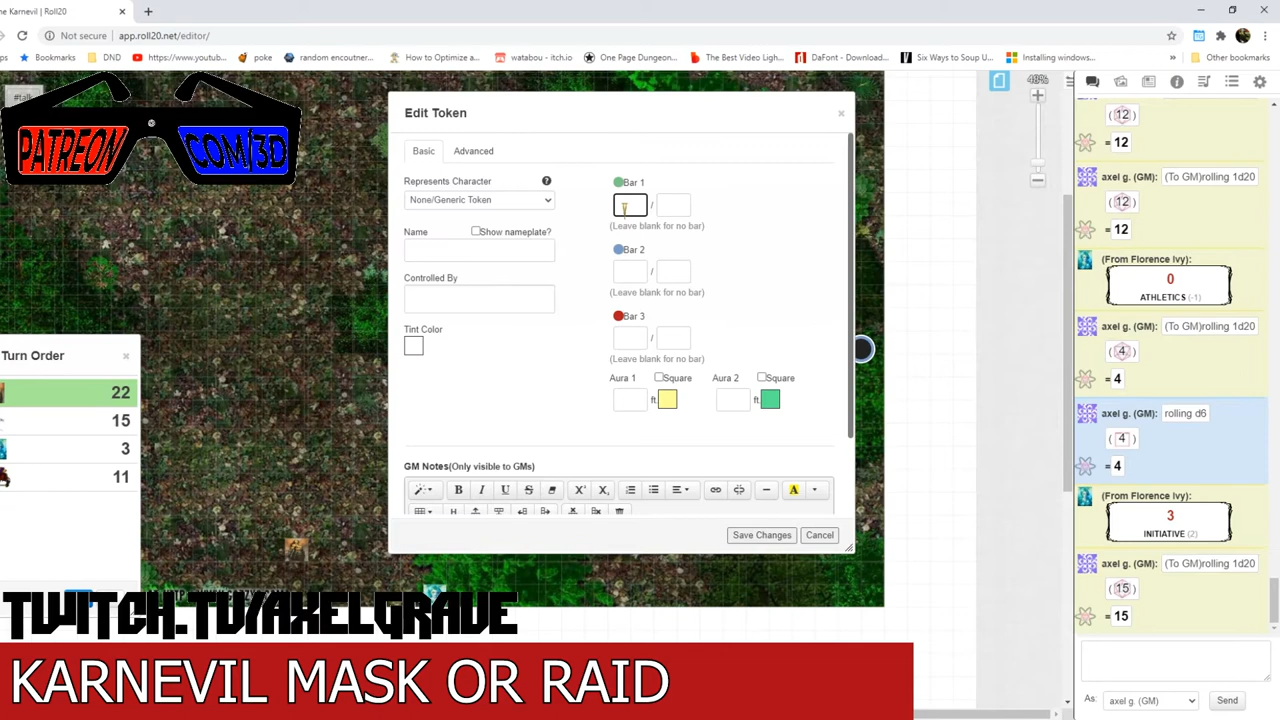 ne Karnevil | Roll20
Not secure
app.roll20.net/editor/
Bookmarks
DND
https://www.youtub...
poke
random encoutner...
How to Optimize a...
watabou - itch.io
One Page Dungeon...
The Best Video Ligh...
DaFont - Download...
Six Ways to Soup U...
Installing windows...
»
Other bookmarks
PATREON
COM/3D
48%
Edit Token
×
Basic
Advanced
Represents Character
None/Generic Token
Name
Show nameplate?
Controlled By
Tint Color
Bar 1
/
(Leave blank for no bar)
Bar 2
/
(Leave blank for no bar)
Bar 3
/
(Leave blank for no bar)
Aura 1
Square
Aura 2
Square
ft.
ft.
GM Notes(Only visible to GMs)
Save Changes
Cancel
Turn Order
×
22
15
3
11
(12)
= 12
axel g. (GM): (To GM)rolling 1d20
(12)
= 12
(From Florence Ivy):
0
ATHLETICS (-1)
axel g. (GM): (To GM)rolling 1d20
(4)
= 4
axel g. (GM): rolling d6
(4)
= 4
(From Florence Ivy):
3
INITIATIVE (2)
axel g. (GM): (To GM)rolling 1d20
(15)
= 15
As:
axel g. (GM)
Send
TWITCH.TV/AXELGRAVE
KARNEVIL MASK OR RAID